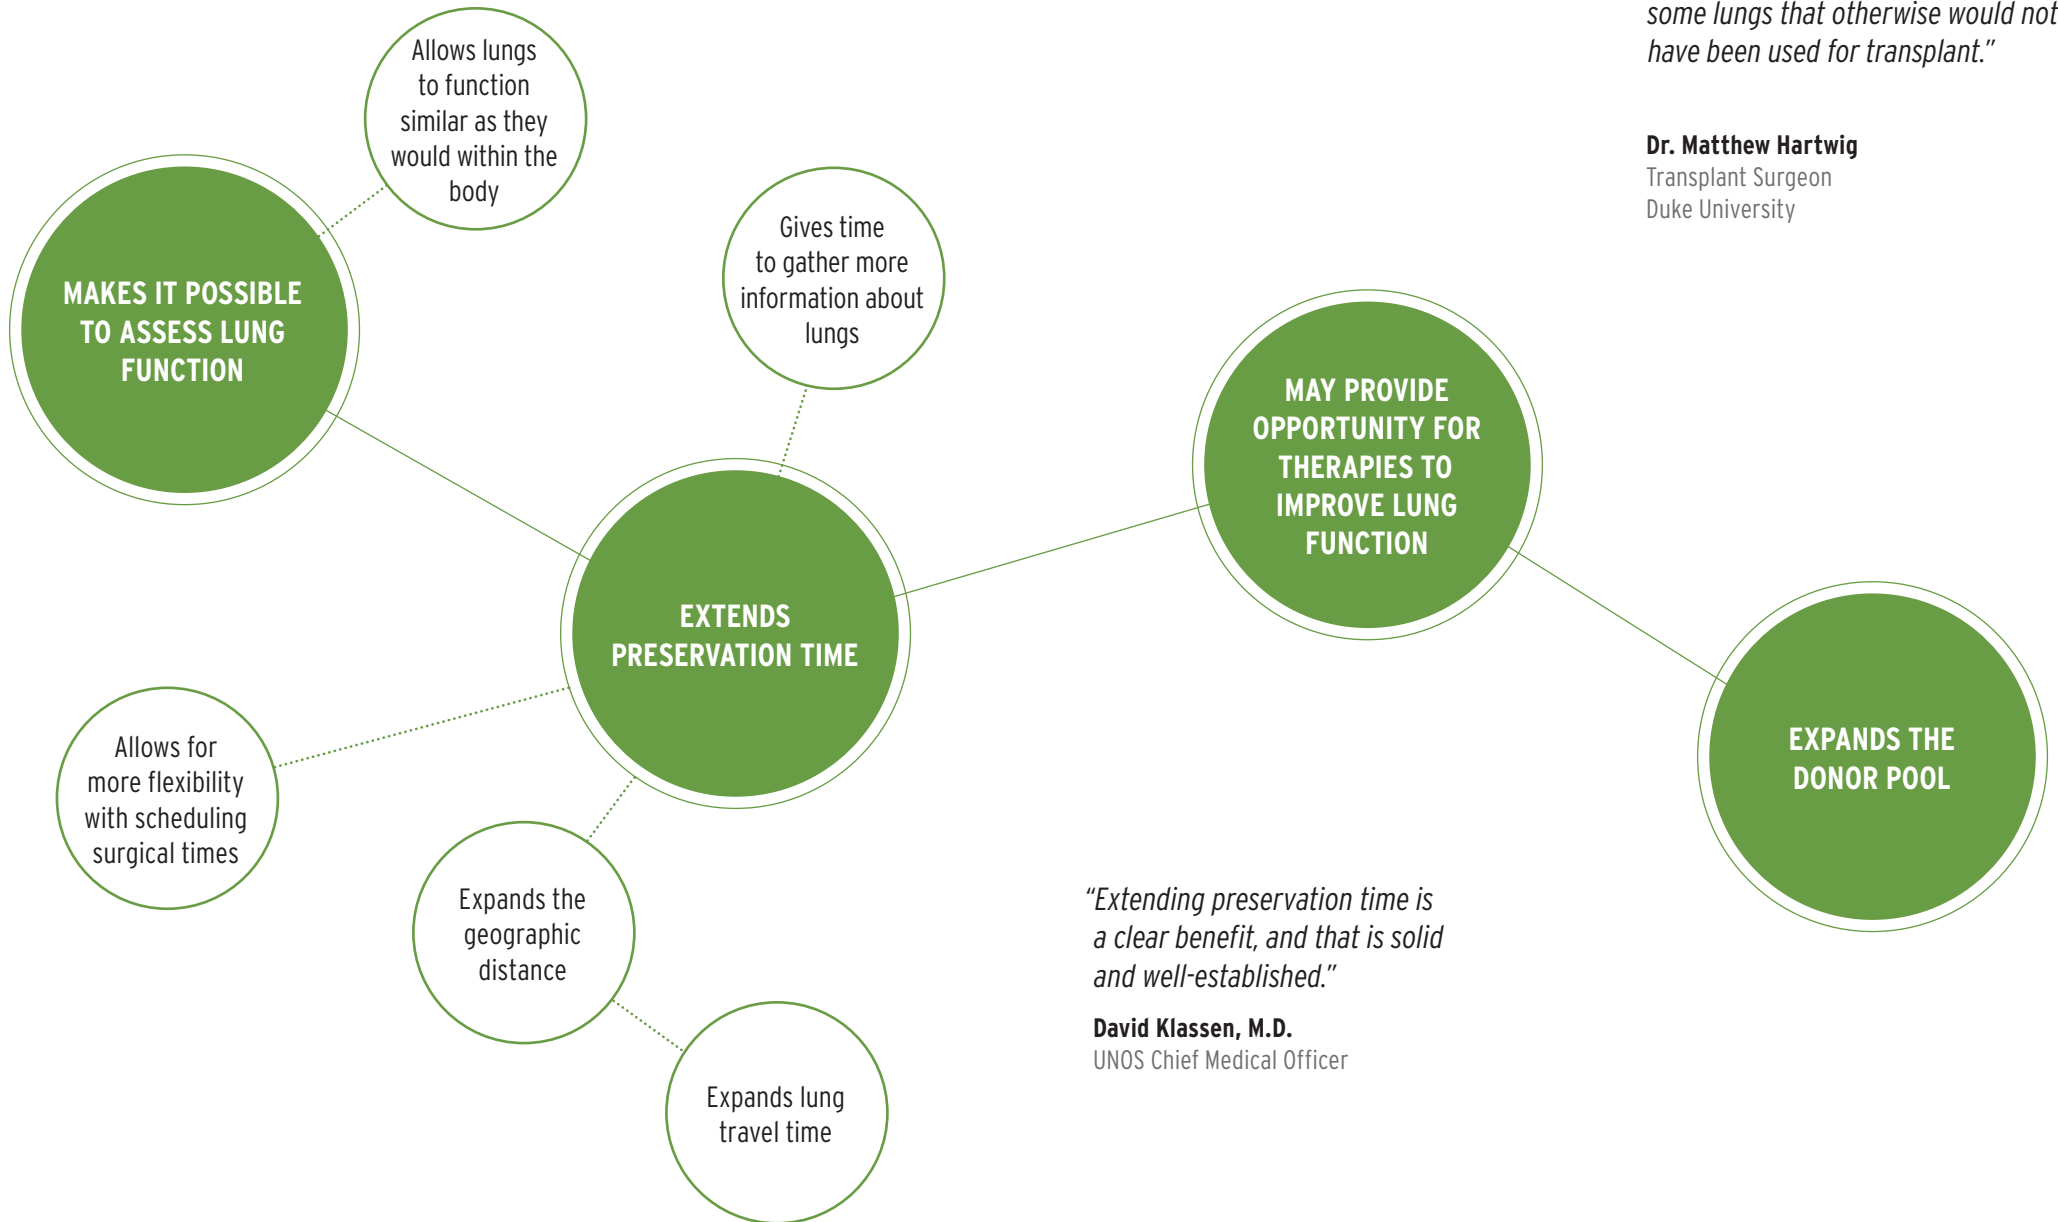 some lungs that otherwise would not
have been used for transplant.”
Dr. Matthew Hartwig
Transplant Surgeon
Duke University
Allows lungs
to function
similar as they
would within the
body
MAKES IT POSSIBLE
TO ASSESS LUNG
FUNCTION
Gives time
to gather more
information about
lungs
MAY PROVIDE
OPPORTUNITY FOR
THERAPIES TO
IMPROVE LUNG
FUNCTION
EXTENDS
PRESERVATION TIME
EXPANDS THE
DONOR POOL
Allows for
more flexibility
with scheduling
surgical times
Expands the
geographic
distance
Expands lung
travel time
“Extending preservation time is
a clear benefit, and that is solid
and well-established.”
David Klassen, M.D.
UNOS Chief Medical Officer